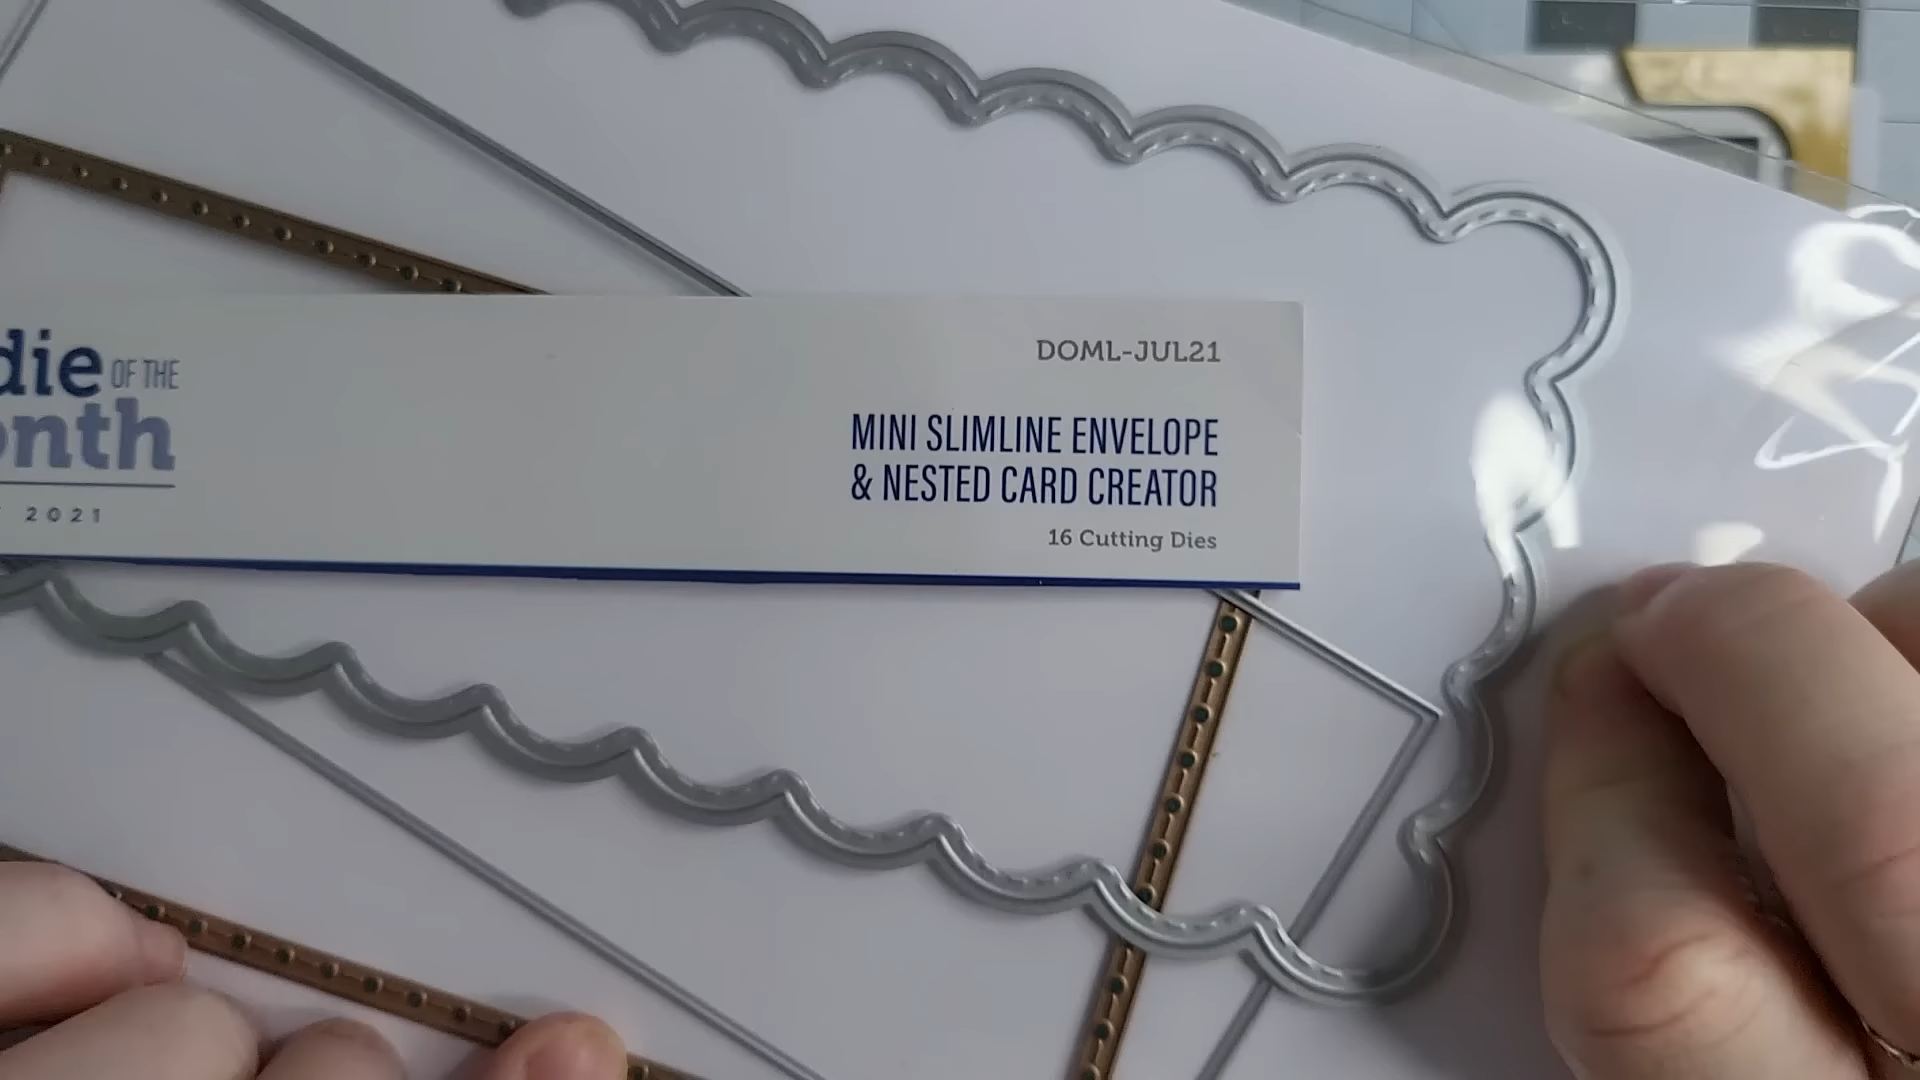 die OF THE
onth
2021
DOML-JUL21
MINI SLIMLINE ENVELOPE
& NESTED CARD CREATOR
16 Cutting Dies